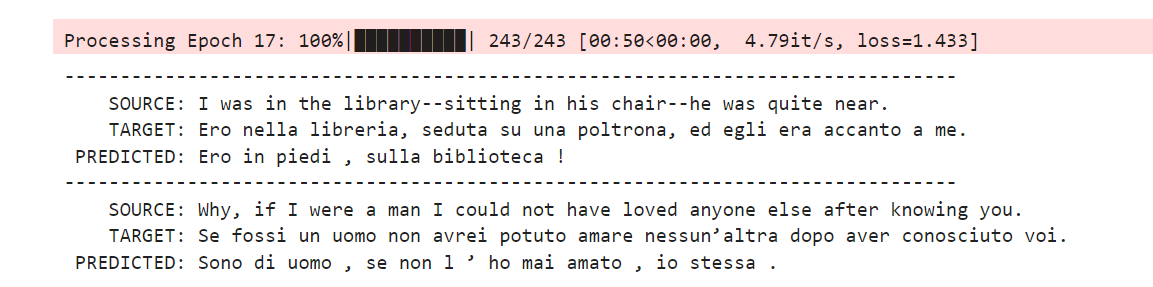 Processing Epoch 17: 100%|██████████| 243/243 [00:50<00:00,  4.79it/s, loss=1.433]
--------------------------------------------------------------------------------
    SOURCE: I was in the library--sitting in his chair--he was quite near.
    TARGET: Ero nella libreria, seduta su una poltrona, ed egli era accanto a me.
 PREDICTED: Ero in piedi , sulla biblioteca !
--------------------------------------------------------------------------------
    SOURCE: Why, if I were a man I could not have loved anyone else after knowing you.
    TARGET: Se fossi un uomo non avrei potuto amare nessun’altra dopo aver conosciuto voi.
 PREDICTED: Sono di uomo , se non l ’ ho mai amato , io stessa .